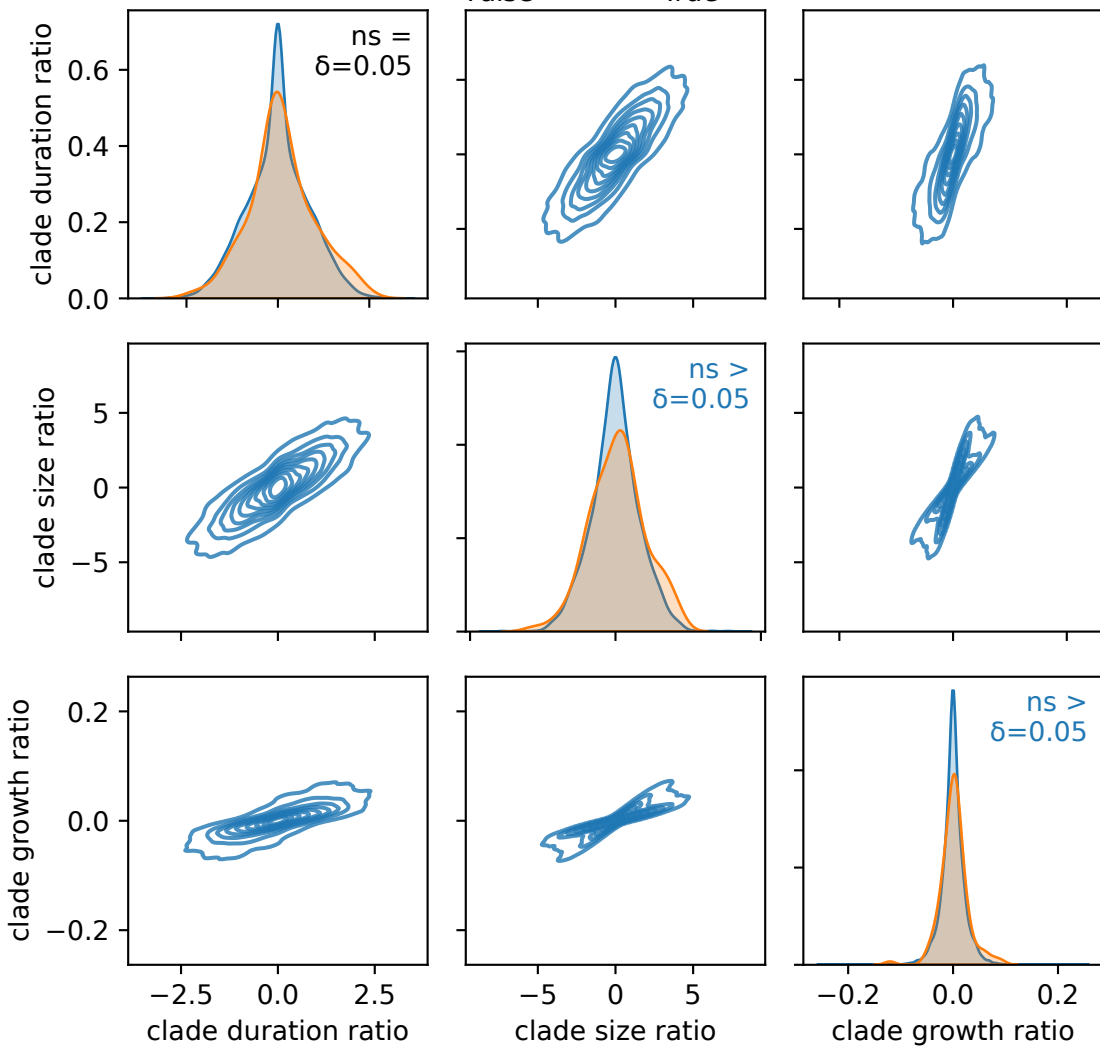 clade duration ratio
0.6
0.4
0.2
0.0
ns =
δ=0.05
clade size ratio
5
0
−5
ns >
δ=0.05
clade growth ratio
0.2
0.0
−0.2
ns >
δ=0.05
−2.5 0.0 2.5
clade duration ratio
−5 0 5
clade size ratio
−0.2 0.0 0.2
clade growth ratio